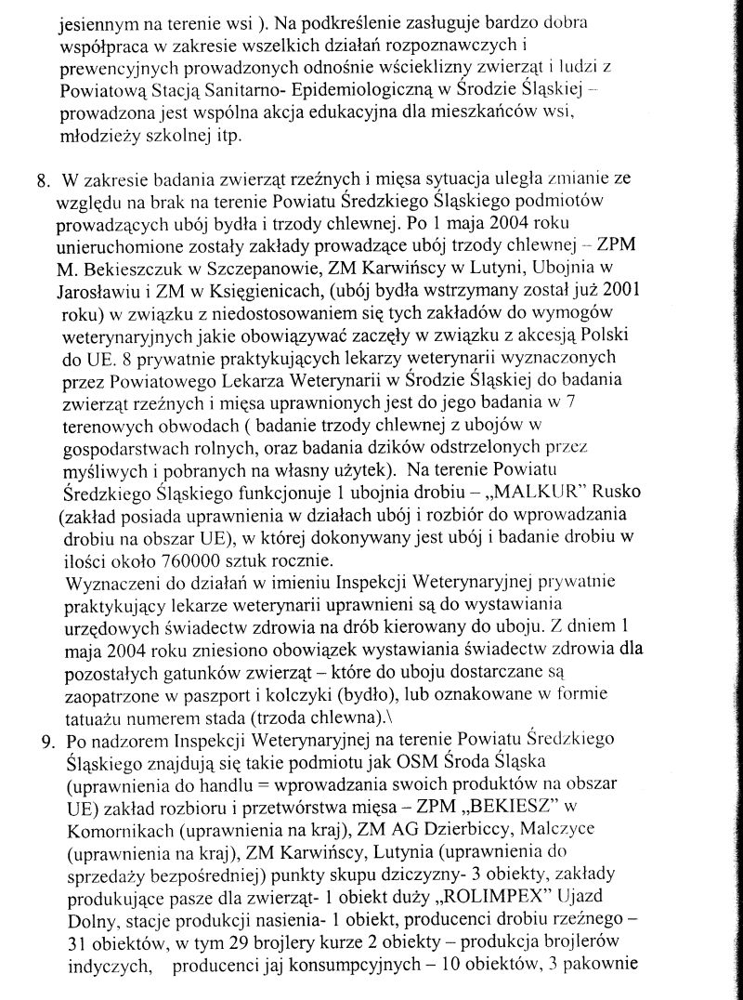 jesiennym na terenie wsi ). Na podkreślenie zasługuje bardzo dobra
współpraca w zakresie wszelkich działań rozpoznawczych i
prewencyjnych prowadzonych odnośnie wścieklizny zwierząt i ludzi z
Powiatową Stacją Sanitarno- Epidemiologiczną w Środzie Śląskiej –
prowadzona jest wspólna akcja edukacyjna dla mieszkańców wsi,
młodzieży szkolnej itp.
8. W zakresie badania zwierząt rzeźnych i mięsa sytuacja uległa zmianie ze
względu na brak na terenie Powiatu Średzkiego Śląskiego podmiotów
prowadzących ubój bydła i trzody chlewnej. Po 1 maja 2004 roku
unieruchomione zostały zakłady prowadzące ubój trzody chlewnej – ZPM
M. Bekieszczuk w Szczepanowie, ZM Karwińscy w Lutyni, Ubojnia w
Jarosławiu i ZM w Księgienicach, (ubój bydła wstrzymany został już 2001
roku) w związku z niedostosowaniem się tych zakładów do wymogów
weterynaryjnych jakie obowiązywać zaczęły w związku z akcesją Polski
do UE. 8 prywatnie praktykujących lekarzy weterynarii wyznaczonych
przez Powiatowego Lekarza Weterynarii w Środzie Śląskiej do badania
zwierząt rzeźnych i mięsa uprawnionych jest do jego badania w 7
terenowych obwodach ( badanie trzody chlewnej z ubojów w
gospodarstwach rolnych, oraz badania dzików odstrzelonych przez
myśliwych i pobranych na własny użytek). Na terenie Powiatu
Średzkiego Śląskiego funkcjonuje 1 ubojnia drobiu – „MALKUR” Rusko
(zakład posiada uprawnienia w działach ubój i rozbiór do wprowadzania
drobiu na obszar UE), w której dokonywany jest ubój i badanie drobiu w
ilości około 760000 sztuk rocznie.
Wyznaczeni do działań w imieniu Inspekcji Weterynaryjnej prywatnie
praktykujący lekarze weterynarii uprawnieni są do wystawiania
urzędowych świadectw zdrowia na drób kierowany do uboju. Z dniem 1
maja 2004 roku zniesiono obowiązek wystawiania świadectw zdrowia dla
pozostałych gatunków zwierząt – które do uboju dostarczane są
zaopatrzone w paszport i kolczyki (bydło), lub oznakowane w formie
tatuażu numerem stada (trzoda chlewna).\
9. Po nadzorem Inspekcji Weterynaryjnej na terenie Powiatu Średzkiego
Śląskiego znajdują się takie podmiotu jak OSM Środa Śląska
(uprawnienia do handlu = wprowadzania swoich produktów na obszar
UE) zakład rozbioru i przetwórstwa mięsa – ZPM „BEKIESZ” w
Komornikach (uprawnienia na kraj), ZM AG Dzierbiccy, Malczyce
(uprawnienia na kraj), ZM Karwińscy, Lutynia (uprawnienia do
sprzedaży bezpośredniej) punkty skupu dziczyzny- 3 obiekty, zakłady
produkujące pasze dla zwierząt- 1 obiekt duży „ROLIMPEX” Ujazd
Dolny, stacje produkcji nasienia- 1 obiekt, producenci drobiu rzeźnego –
31 obiektów, w tym 29 brojlery kurze 2 obiekty – produkcja brojlerów
indyczych, producenci jaj konsumpcyjnych – 10 obiektów, 3 pakownie